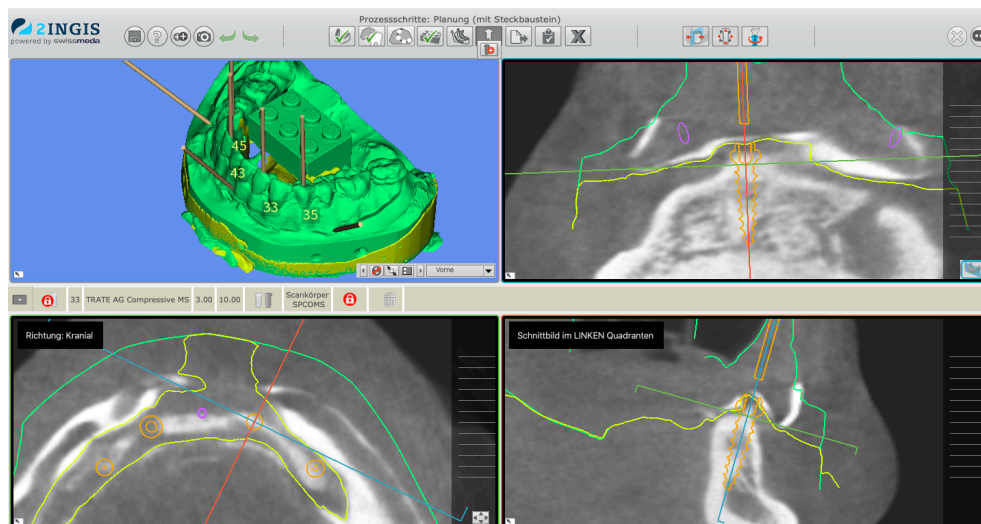 2INGIS
powered by swissmeda
Prozessschritte: Planung (mit Steckbaustein)
45
43
33
35
Vorne
33 TRATE AG Compressive MS 3.00 10.00 Scankörper SPCOMS
Richtung: Kranial
Schnittbild im LINKEN Quadranten